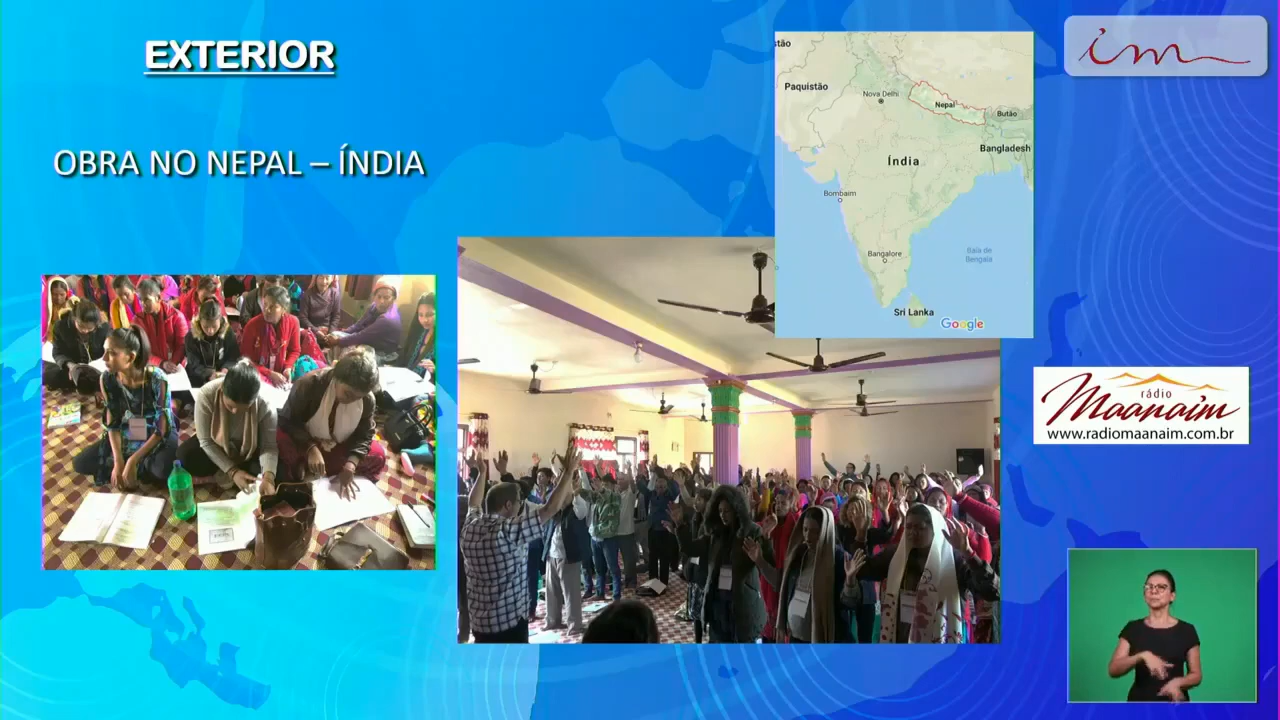 EXTERIOR
im
OBRA NO NEPAL – ÍNDIA
stão
Paquistão
Nova Delhi
Nepal
Butão
Bangladesh
Índia
Bombaim
Bangalore
Baía de
Bengala
Sri Lanka
Google
rádio
Maanaim
www.radiomaanaim.com.br